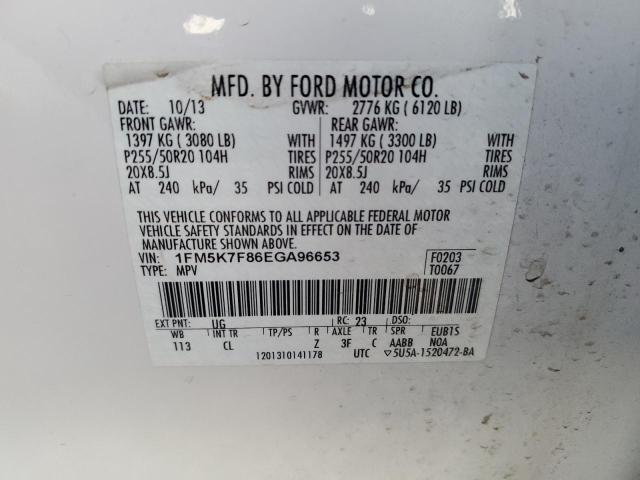 MFD. BY FORD MOTOR CO.
DATE: 10/13 GVWR: 2776 KG ( 6120 LB)
FRONT GAWR: REAR GAWR:
1397 KG ( 3080 LB) WITH 1497 KG ( 3300 LB) WITH
P255/50R20 104H TIRES P255/50R20 104H TIRES
20X8.5J RIMS 20X8.5J RIMS
AT 240 kPa/ 35 PSI COLD AT 240 kPa/ 35 PSI COLD
THIS VEHICLE CONFORMS TO ALL APPLICABLE FEDERAL MOTOR
VEHICLE SAFETY STANDARDS IN EFFECT ON THE DATE OF
MANUFACTURE SHOWN ABOVE.
VIN: 1FM5K7F86EGA96653 F0203
TYPE: MPV T0067
EXT PNT: UG RC: 23 DSO:
WB INT TR TP/PS R AXLE TR SPR EUB1S
113 CL Z 3F C AABB NOA
1201310141178 UTC ▽5U5A-1520472-BA